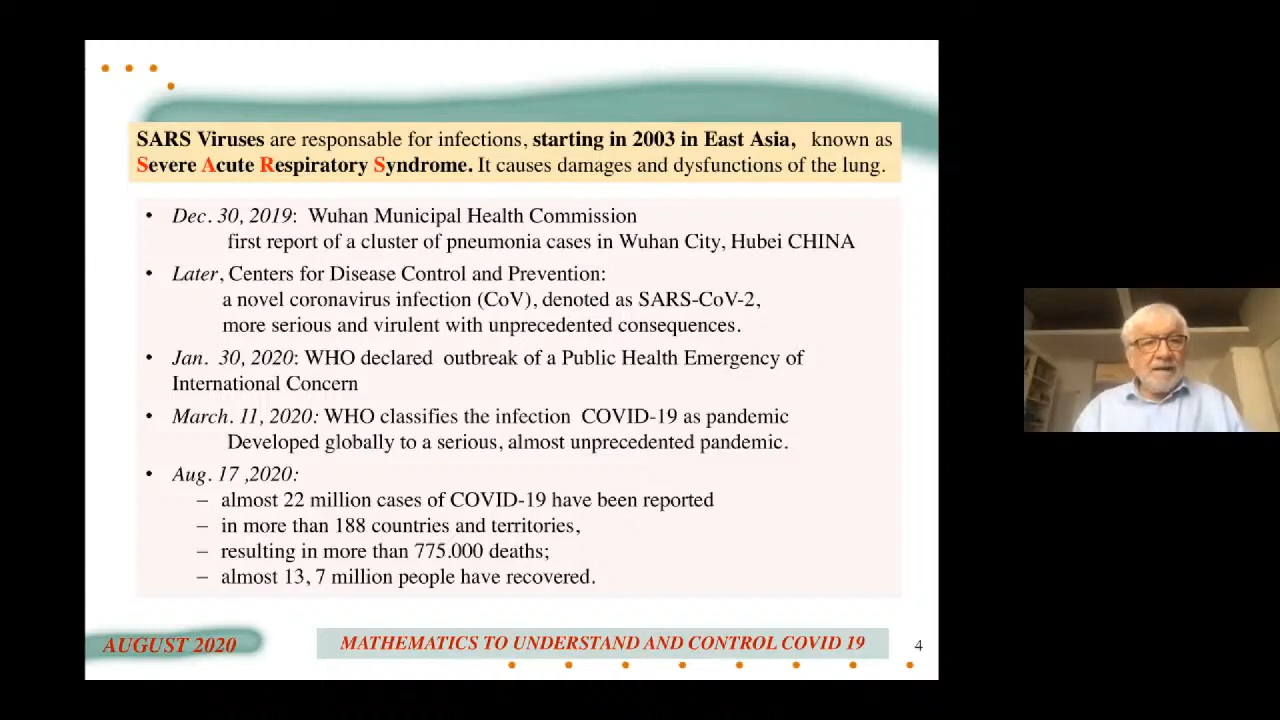 SARS Viruses are responsable for infections, starting in 2003 in East Asia, known as
Severe Acute Respiratory Syndrome. It causes damages and dysfunctions of the lung.
• Dec. 30, 2019: Wuhan Municipal Health Commission
first report of a cluster of pneumonia cases in Wuhan City, Hubei CHINA
• Later, Centers for Disease Control and Prevention:
a novel coronavirus infection (CoV), denoted as SARS-CoV-2,
more serious and virulent with unprecedented consequences.
• Jan. 30, 2020: WHO declared outbreak of a Public Health Emergency of
International Concern
• March. 11, 2020: WHO classifies the infection COVID-19 as pandemic
Developed globally to a serious, almost unprecedented pandemic.
• Aug. 17 ,2020:
– almost 22 million cases of COVID-19 have been reported
– in more than 188 countries and territories,
– resulting in more than 775.000 deaths;
– almost 13, 7 million people have recovered.
AUGUST 2020
MATHEMATICS TO UNDERSTAND AND CONTROL COVID 19
4